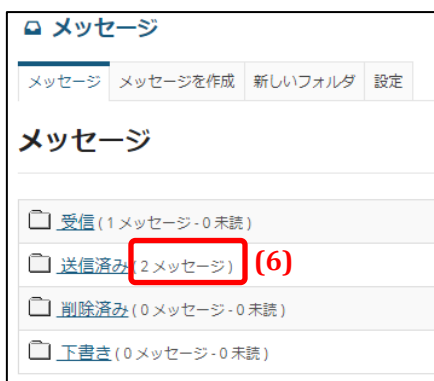 メッセージ
メッセージ メッセージを作成 新しいフォルダ 設定
メッセージ
受信 ( 1 メッセージ - 0 未読 )
送信済み ( 2 メッセージ ) (6)
削除済み ( 0 メッセージ - 0 未読 )
下書き ( 0 メッセージ - 0 未読 )